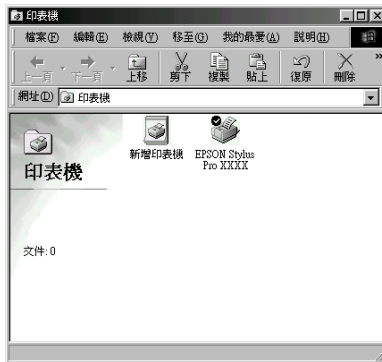 印表機
檔案(F) 編輯(E) 檢視(V) 移至(G) 我的最愛(A) 說明(H)
上一頁 下一頁 上移 剪下 複製 貼上 復原 刪除 »
網址(D) 印表機
印表機
新增印表機 EPSON Stylus
Pro XXXX
文件: 0